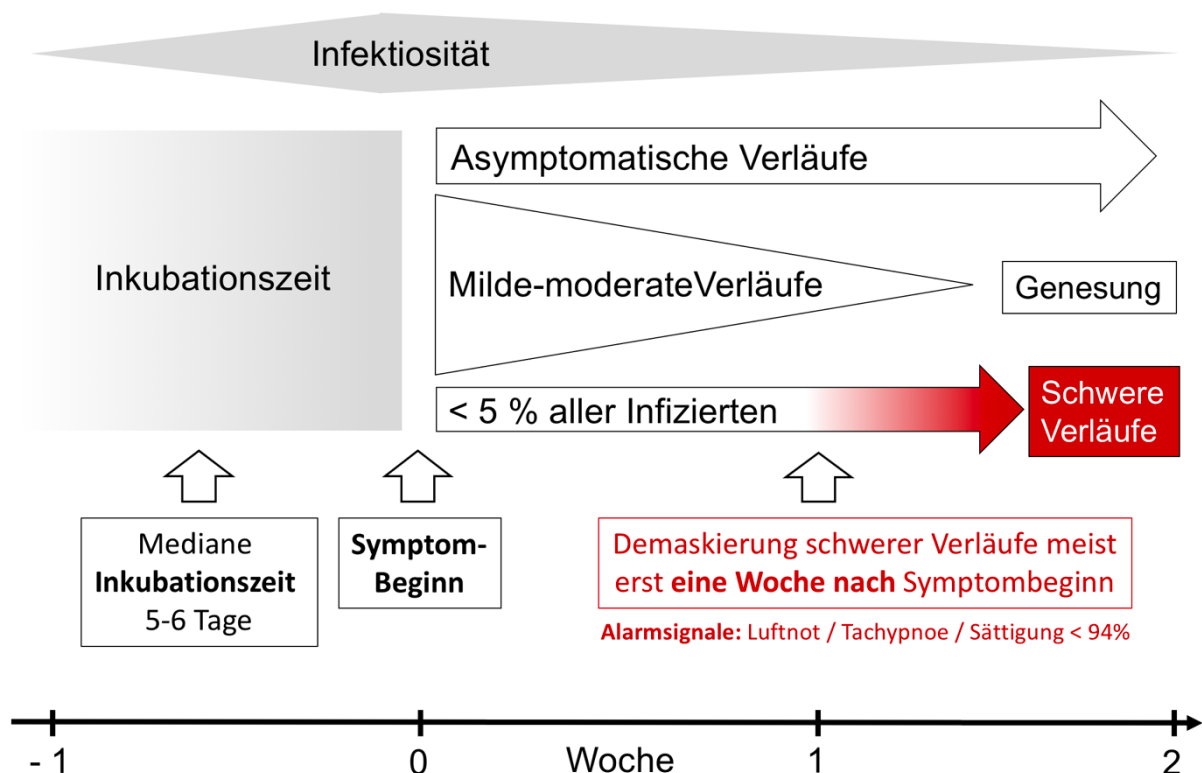 Infektiosität
Asymptomatische Verläufe
Inkubationszeit
Milde-moderateVerläufe
Genesung
< 5 % aller Infizierten
Schwere
Verläufe
Mediane
Inkubationszeit
5-6 Tage
Symptom-
Beginn
Demaskierung schwerer Verläufe meist
erst eine Woche nach Symptombeginn
Alarmsignale: Luftnot / Tachypnoe / Sättigung < 94%
- 1 0 Woche 1 2